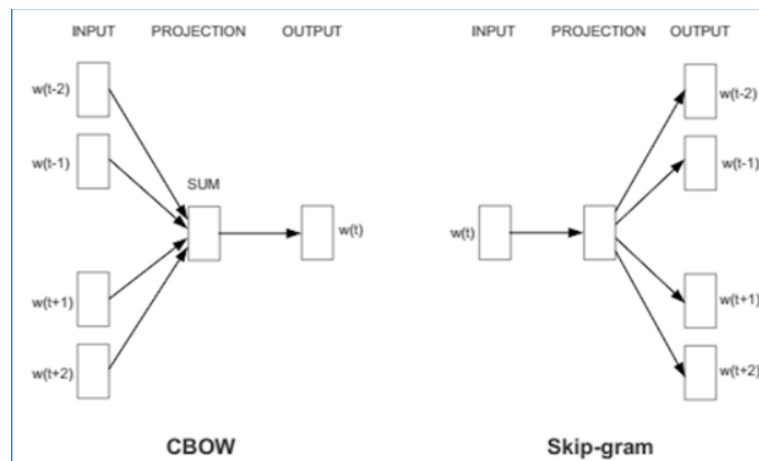 INPUT PROJECTION OUTPUT
w(t-2)
w(t-1)
SUM
w(t)
w(t+1)
w(t+2)
CBOW
INPUT PROJECTION OUTPUT
w(t-2)
w(t-1)
w(t)
w(t+1)
w(t+2)
Skip-gram